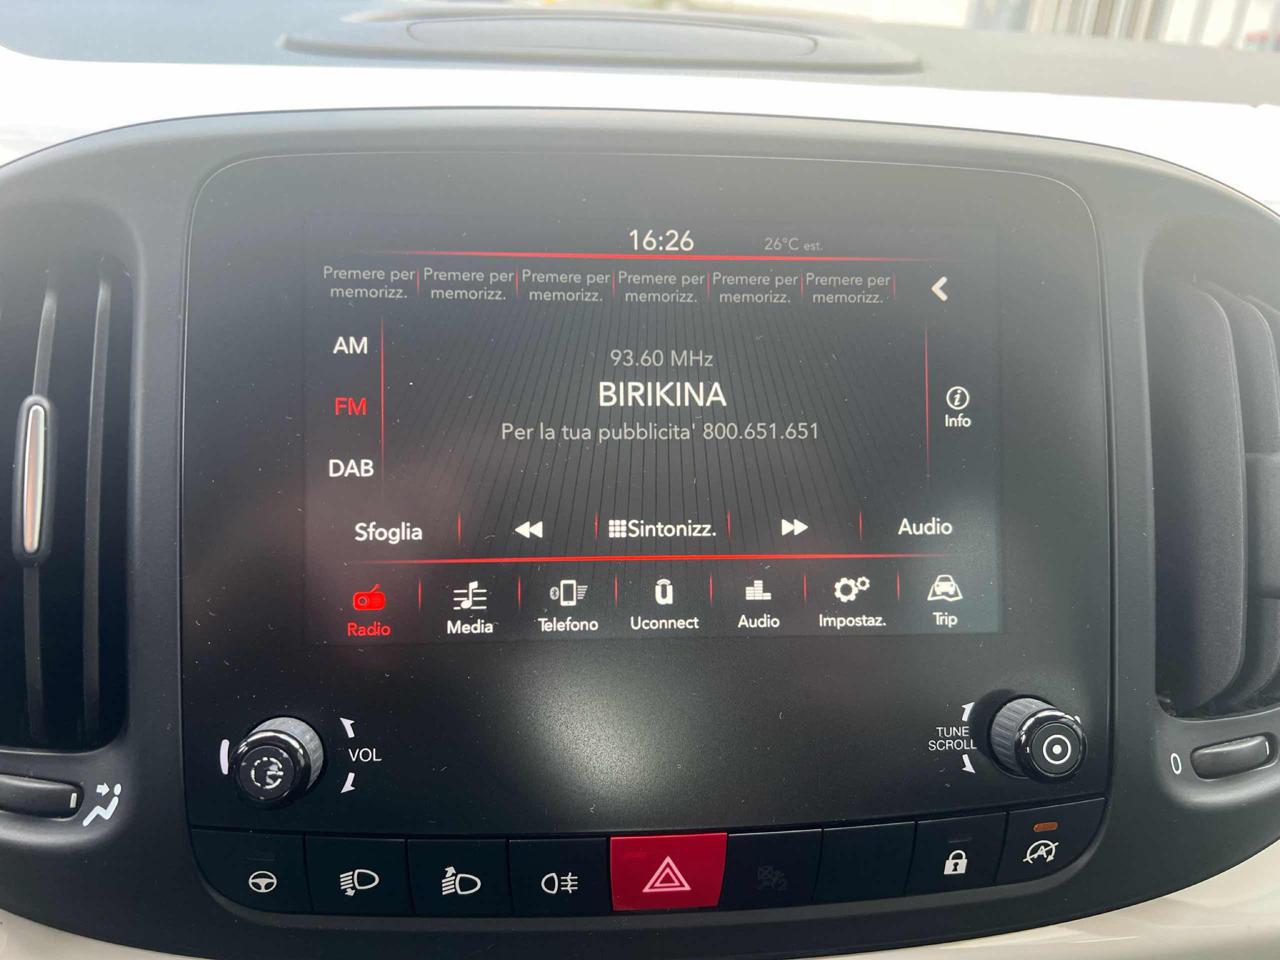 16:26 26°C est.
Premere per memorizz.
Premere per memorizz.
Premere per memorizz.
Premere per memorizz.
Premere per memorizz.
Premere per memorizz.
AM
FM
DAB
93.60 MHz
BIRIKINA
Per la tua pubblicita' 800.651.651
Info
Sfoglia Sintonizz. Audio
Radio Media Telefono Uconnect Audio Impostaz. Trip
VOL
TUNE
SCROLL
0